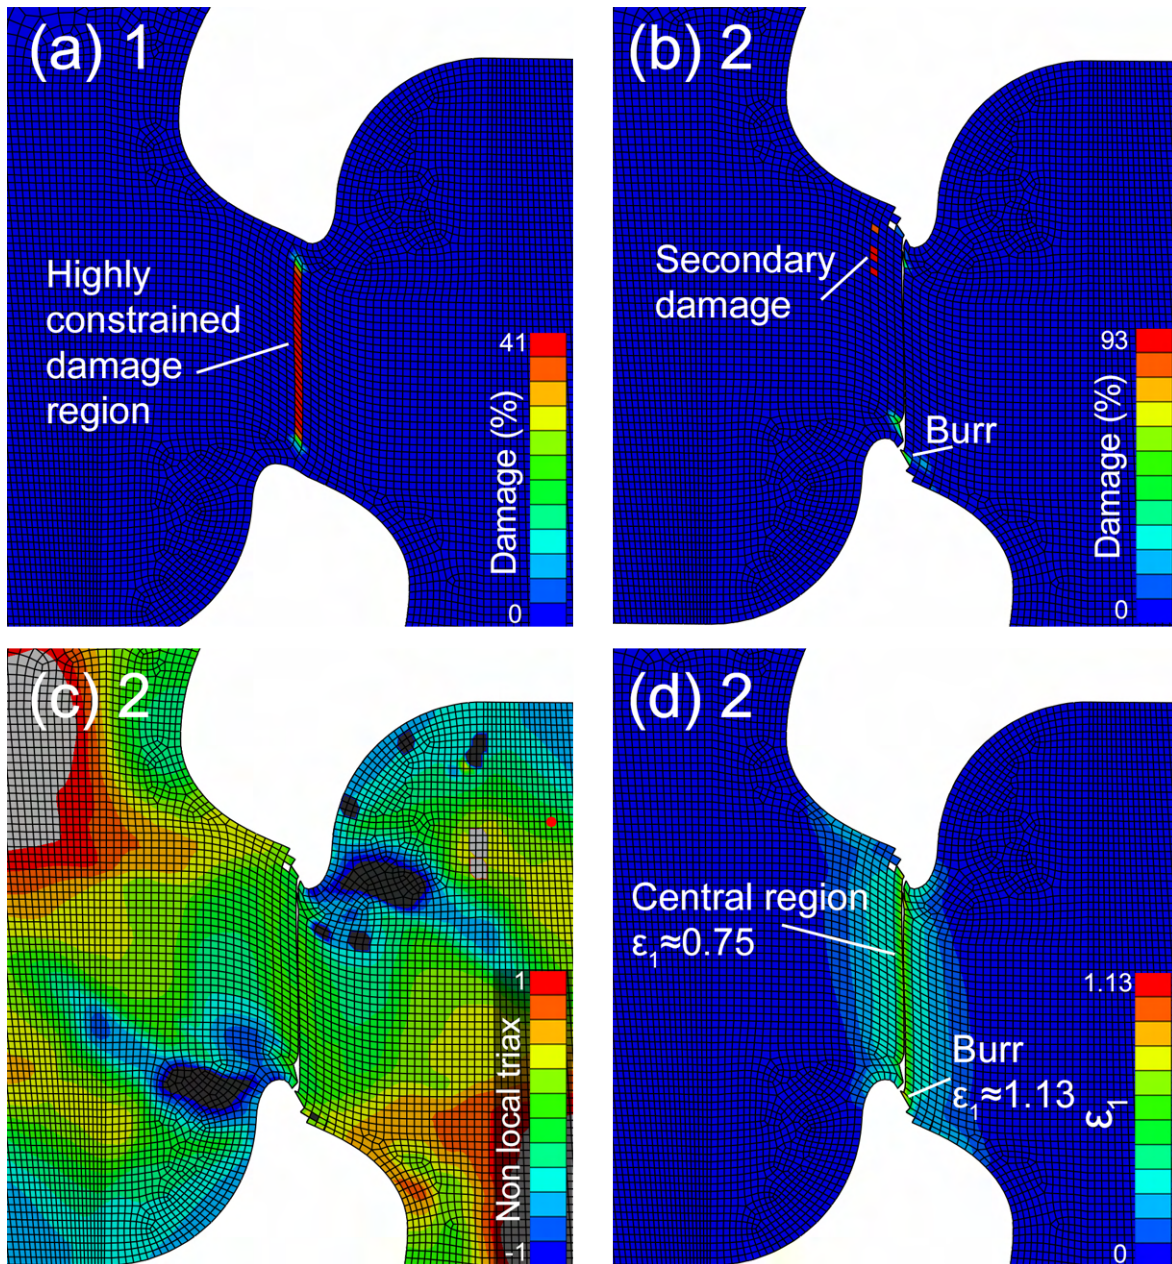 (a) 1
Highly
constrained
damage
region
41
Damage (%)
0
(b) 2
Secondary
damage
Burr
93
Damage (%)
0
(c) 2
1
Non local triax
-1
(d) 2
Central region
ε₁≈0.75
Burr
ε₁≈1.13
1.13
ε₁
0